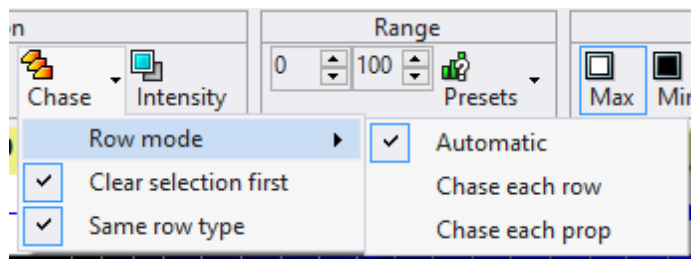 n
Range
0
100
Chase
Intensity
Presets
Max
Mir
Row mode
Automatic
Clear selection first
Chase each row
Same row type
Chase each prop